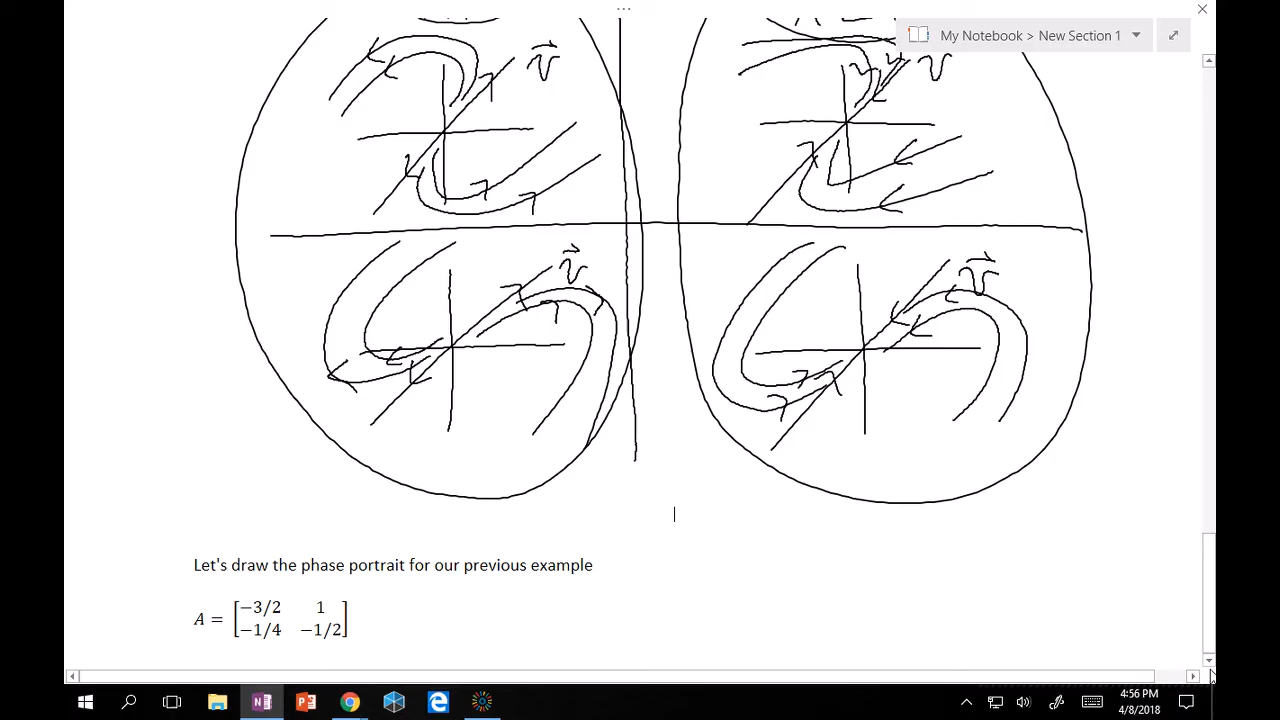 My Notebook > New Section 1
v
v
v
v
Let's draw the phase portrait for our previous example
A = [−3/2 1
−1/4 −1/2]
4:56 PM
4/8/2018